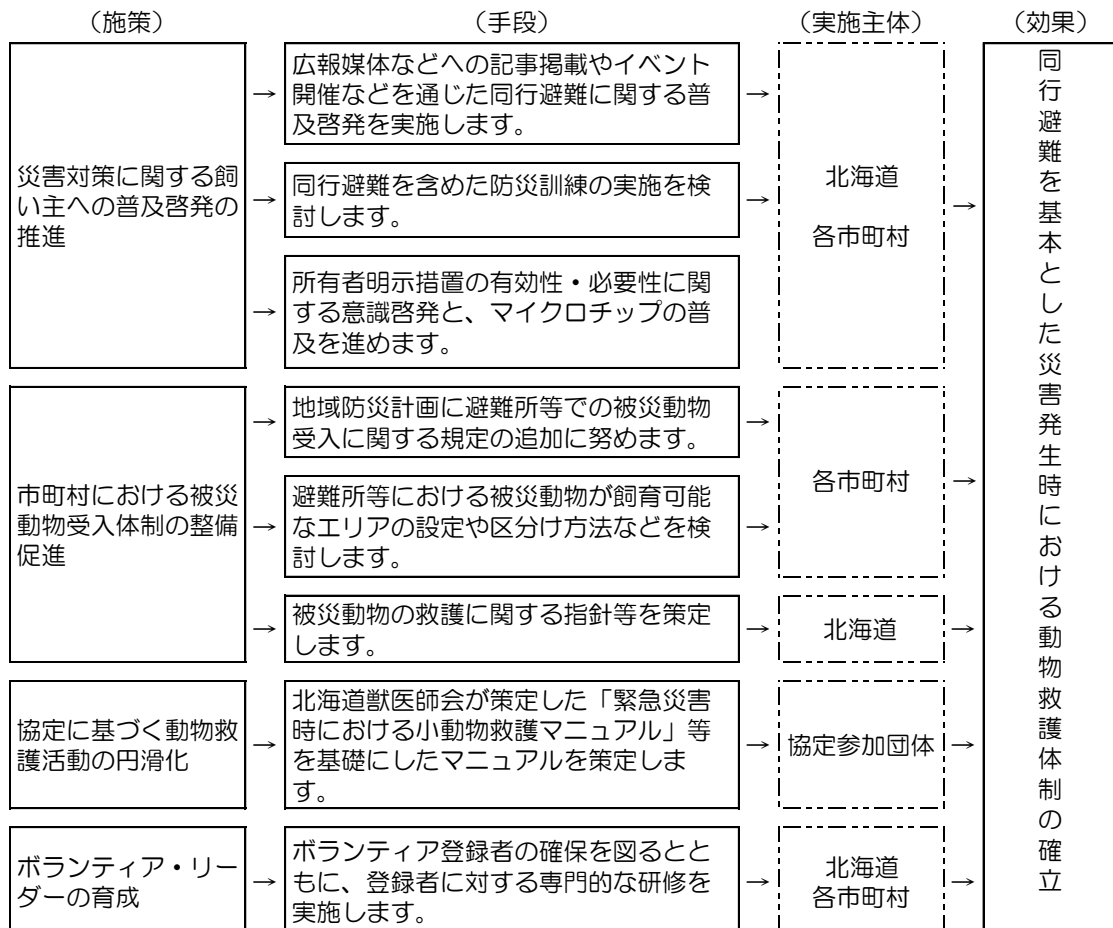 （施策）
（手段）
（実施主体）
（効果）
災害対策に関する飼
い主への普及啓発の
推進
→
広報媒体などへの記事掲載やイベント
開催などを通じた同行避難に関する普
及啓発を実施します。
→
→
同行避難を含めた防災訓練の実施を検
討します。
→
→
所有者明示措置の有効性・必要性に関
する意識啓発と、マイクロチップの普
及を進めます。
→
北海道
各市町村
→
市町村における被災
動物受入体制の整備
促進
→
地域防災計画に避難所等での被災動物
受入に関する規定の追加に努めます。
→
→
避難所等における被災動物が飼育可能
なエリアの設定や区分け方法などを検
討します。
→
各市町村
→
→
被災動物の救護に関する指針等を策定
します。
→
北海道
→
協定に基づく動物救
護活動の円滑化
→
北海道獣医師会が策定した「緊急災害
時における小動物救護マニュアル」等
を基礎にしたマニュアルを策定しま
す。
→
協定参加団体
→
ボランティア・リー
ダーの育成
→
ボランティア登録者の確保を図るとと
もに、登録者に対する専門的な研修を
実施します。
→
北海道
各市町村
→
同行避難を基本とした災害発生時における動物救護体制の確立